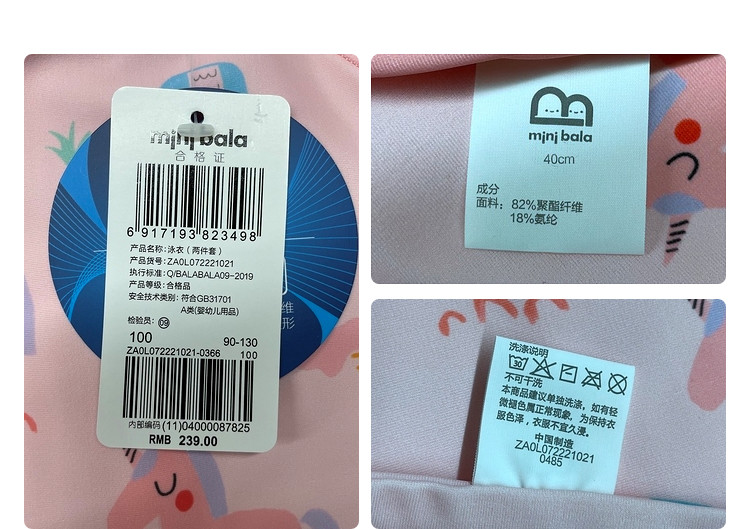 mini bala
合格证
6 917193 823498
产品名称:泳衣(两件套)
产品货号:ZA0L072221021
执行标准:Q/BALABALA09-2019
产品等级:合格品
安全技术类别:符合GB31701
A类(婴幼儿用品)
检验员: 09
100 90-130
ZA0L072221021-0366 100
内部编码(11)04000087825
RMB 239.00
维
形
mini bala
40cm
成分
面料: 82%聚酯纤维
18%氨纶
洗涤说明
30
不可干洗
本商品建议单独洗涤,如有轻
微褪色属正常现象,为保持衣
服色泽,衣服不宜久浸。
中国制造
ZA0L072221021
0485